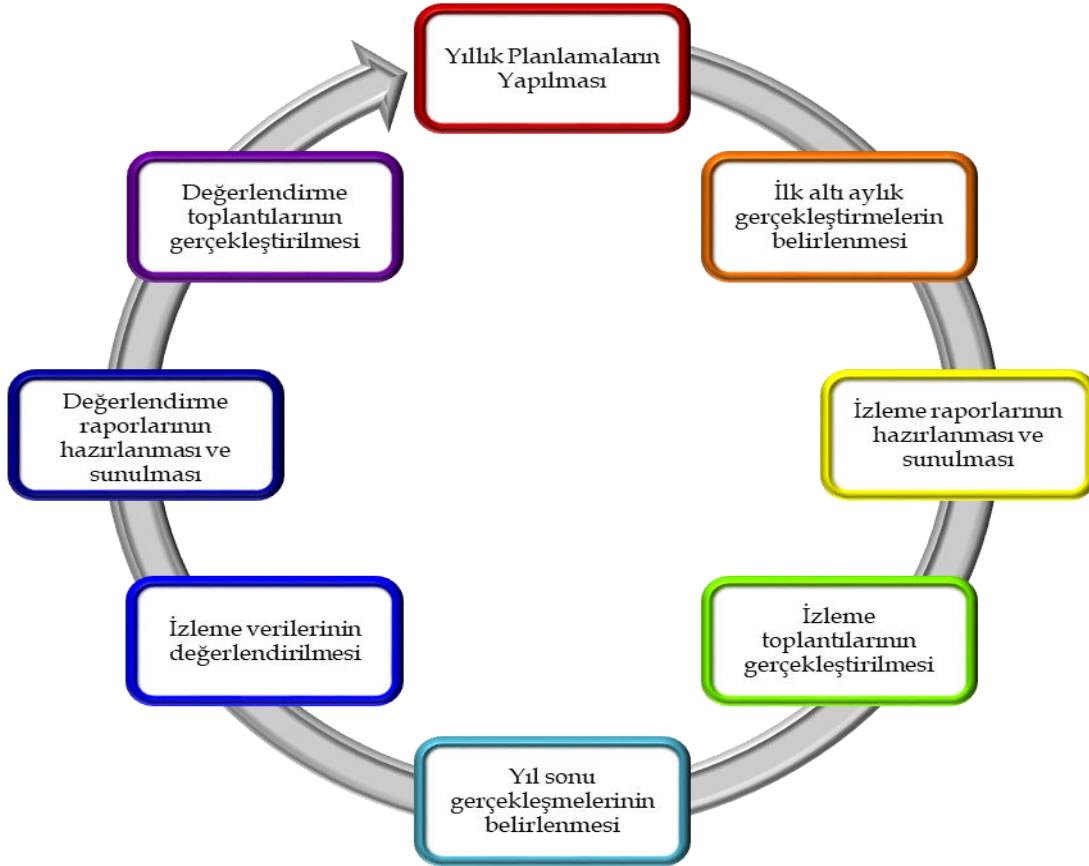 Yıllık Planlamaların
Yapılması
İlk altı aylık
gerçekleştirmelerin
belirlenmesi
İzleme raporlarının
hazırlanması ve
sunulması
İzleme
toplantılarının
gerçekleştirilmesi
Yıl sonu
gerçekleşmelerinin
belirlenmesi
İzleme verilerinin
değerlendirilmesi
Değerlendirme
raporlarının
hazırlanması ve
sunulması
Değerlendirme
toplantılarının
gerçekleştirilmesi